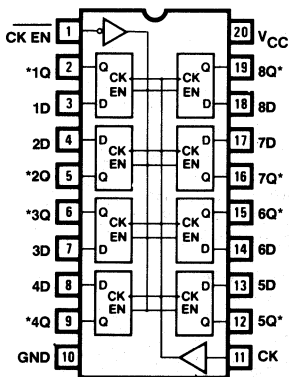 CK EN 1 20 VCC
*1Q 2 Q CK EN D Q CK EN D 19 8Q*
1D 3 18 8D
2D 4 D CK EN Q D CK EN Q 17 7D
*2Q 5 16 7Q*
*3Q 6 Q CK EN D Q CK EN D 15 6Q*
3D 7 14 6D
4D 8 D CK EN Q D CK EN Q 13 5D
*4Q 9 12 5Q*
GND 10 11 CK